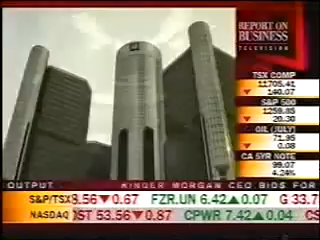 REPORT ON
BUSINESS
TELEVISION
TSX COMP
11705.41
▼ 140.07
S&P 500
1259.85
▼ 20.30
OIL (JULY)
71.95
▼ 0.08
CA 5YR NOTE
99.07
4.24%
OUTPUT KINDER MORGAN CEO BIDS FOR
S&P/TSX 8.56▼0.67 FZR.UN 6.42▲0.07 G 33.7
NASDAQ OST 53.56▼0.87 CPWR 7.42▲0.04 CS